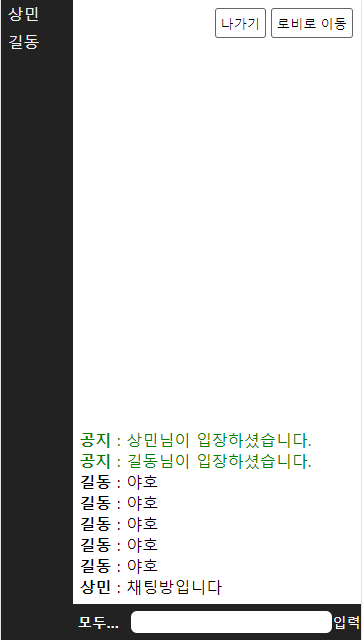 상민
길동
나가기 로비로 이동
공지 : 상민님이 입장하셨습니다.
공지 : 길동님이 입장하셨습니다.
길동 : 야호
길동 : 야호
길동 : 야호
길동 : 야호
길동 : 야호
상민 : 채팅방입니다
모두... 입력